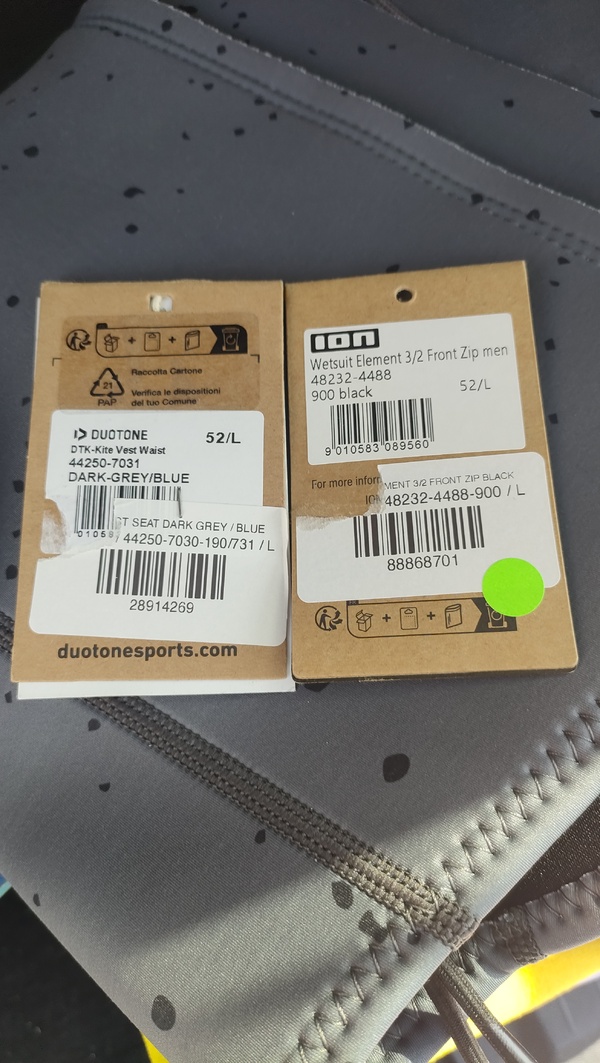 Raccolta Cartone
21
PAP
Verifica le disposizioni
del tuo Comune
DUOTONE
52/L
DTK-Kite Vest Waist
44250-7031
DARK-GREY/BLUE
ST SEAT DARK GREY / BLUE
44250-7030-190/731 / L
28914269
duotonesports.com
ION
Wetsuit Element 3/2 Front Zip men
48232-4488
52/L
900 black
9 010583 089560
For more infor
MENT 3/2 FRONT ZIP BLACK
48232-4488-900 / L
88868701